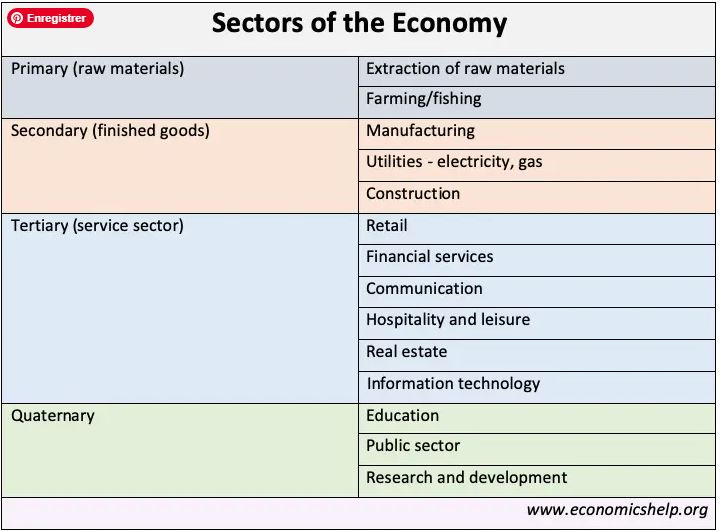 Enregistrer
Sectors of the Economy
Primary (raw materials)
Extraction of raw materials
Farming/fishing
Secondary (finished goods)
Manufacturing
Utilities - electricity, gas
Construction
Tertiary (service sector)
Retail
Financial services
Communication
Hospitality and leisure
Real estate
Information technology
Quaternary
Education
Public sector
Research and development
www.economicshelp.org